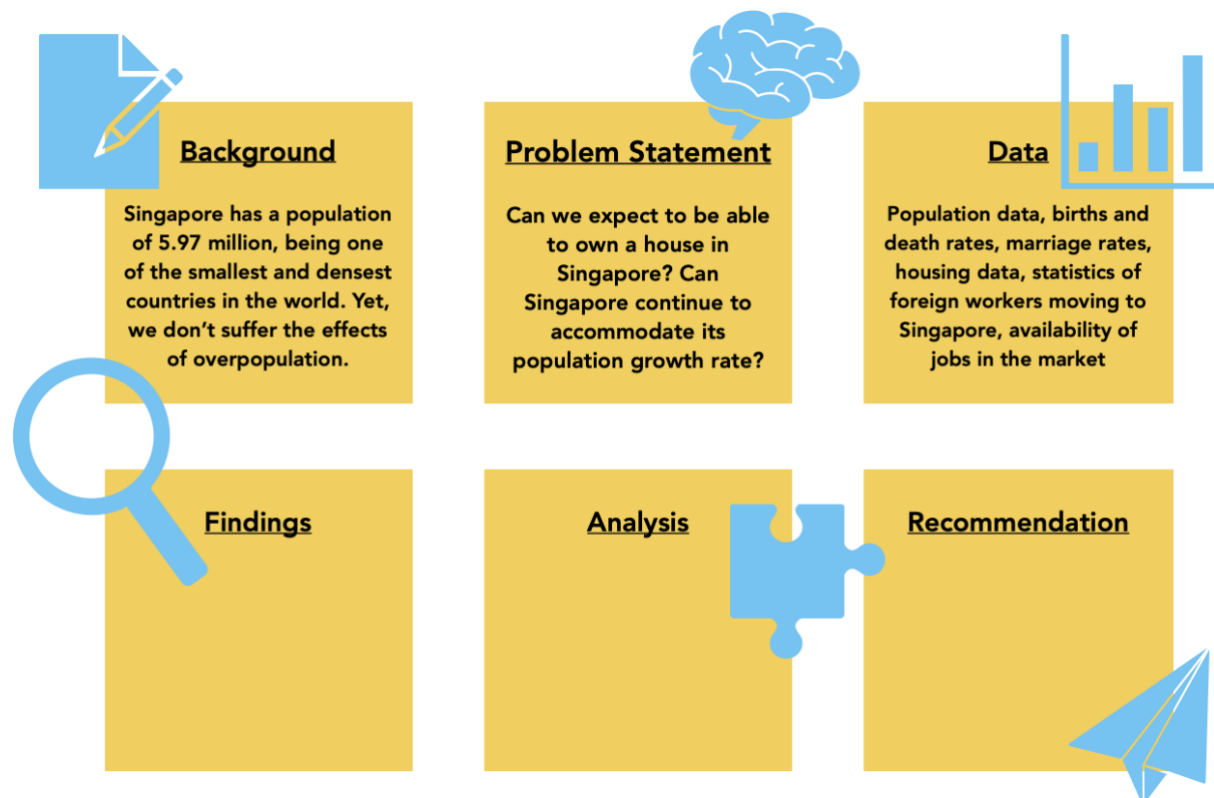 Background
Singapore has a population
of 5.97 million, being one
of the smallest and densest
countries in the world. Yet,
we don't suffer the effects
of overpopulation.
Problem Statement
Can we expect to be able
to own a house in
Singapore? Can
Singapore continue to
accommodate its
population growth rate?
Data
Population data, births and
death rates, marriage rates,
housing data, statistics of
foreign workers moving to
Singapore, availability of
jobs in the market
Findings
Analysis
Recommendation